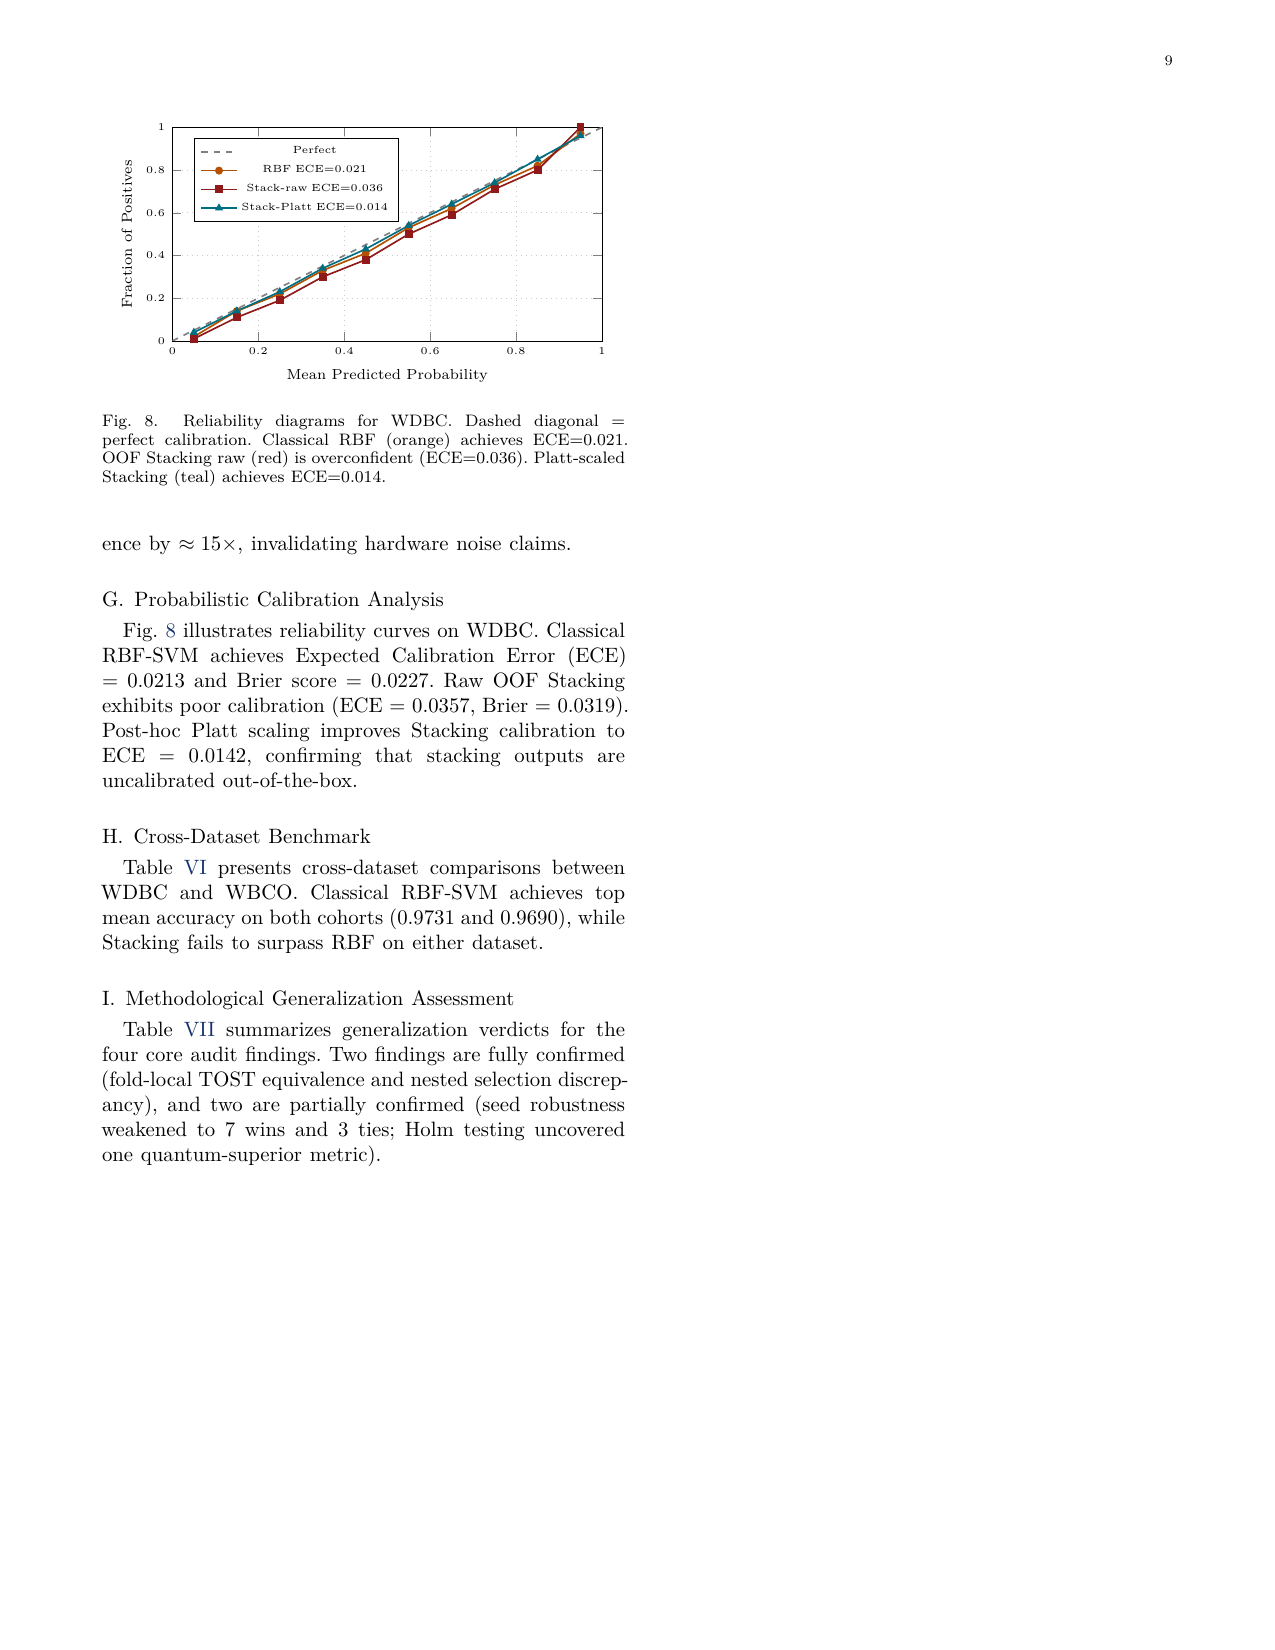 9
1
0.8
0.6
0.4
0.2
0
0
0.2
0.4
0.6
0.8
1
Fraction of Positives
Mean Predicted Probability
Perfect
RBF ECE=0.021
Stack-raw ECE=0.036
Stack-Platt ECE=0.014
Fig. 8. Reliability diagrams for WDBC. Dashed diagonal =
perfect calibration. Classical RBF (orange) achieves ECE=0.021.
OOF Stacking raw (red) is overconfident (ECE=0.036). Platt-scaled
Stacking (teal) achieves ECE=0.014.
ence by ≈ 15×, invalidating hardware noise claims.
G. Probabilistic Calibration Analysis
Fig. 8 illustrates reliability curves on WDBC. Classical
RBF-SVM achieves Expected Calibration Error (ECE)
= 0.0213 and Brier score = 0.0227. Raw OOF Stacking
exhibits poor calibration (ECE = 0.0357, Brier = 0.0319).
Post-hoc Platt scaling improves Stacking calibration to
ECE = 0.0142, confirming that stacking outputs are
uncalibrated out-of-the-box.
H. Cross-Dataset Benchmark
Table VI presents cross-dataset comparisons between
WDBC and WBCO. Classical RBF-SVM achieves top
mean accuracy on both cohorts (0.9731 and 0.9690), while
Stacking fails to surpass RBF on either dataset.
I. Methodological Generalization Assessment
Table VII summarizes generalization verdicts for the
four core audit findings. Two findings are fully confirmed
(fold-local TOST equivalence and nested selection discrep-
ancy), and two are partially confirmed (seed robustness
weakened to 7 wins and 3 ties; Holm testing uncovered
one quantum-superior metric).